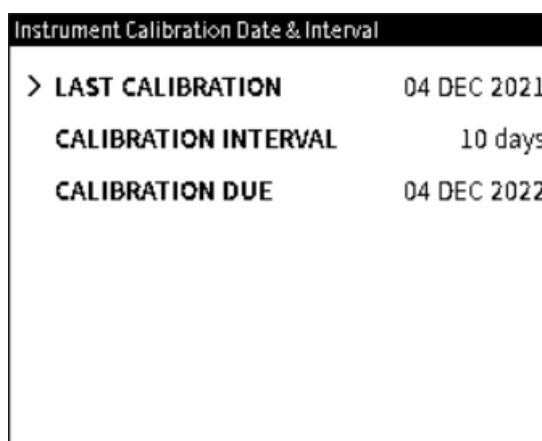 Instrument Calibration Date & Interval
> LAST CALIBRATION 04 DEC 2021
CALIBRATION INTERVAL 10 days
CALIBRATION DUE 04 DEC 2022